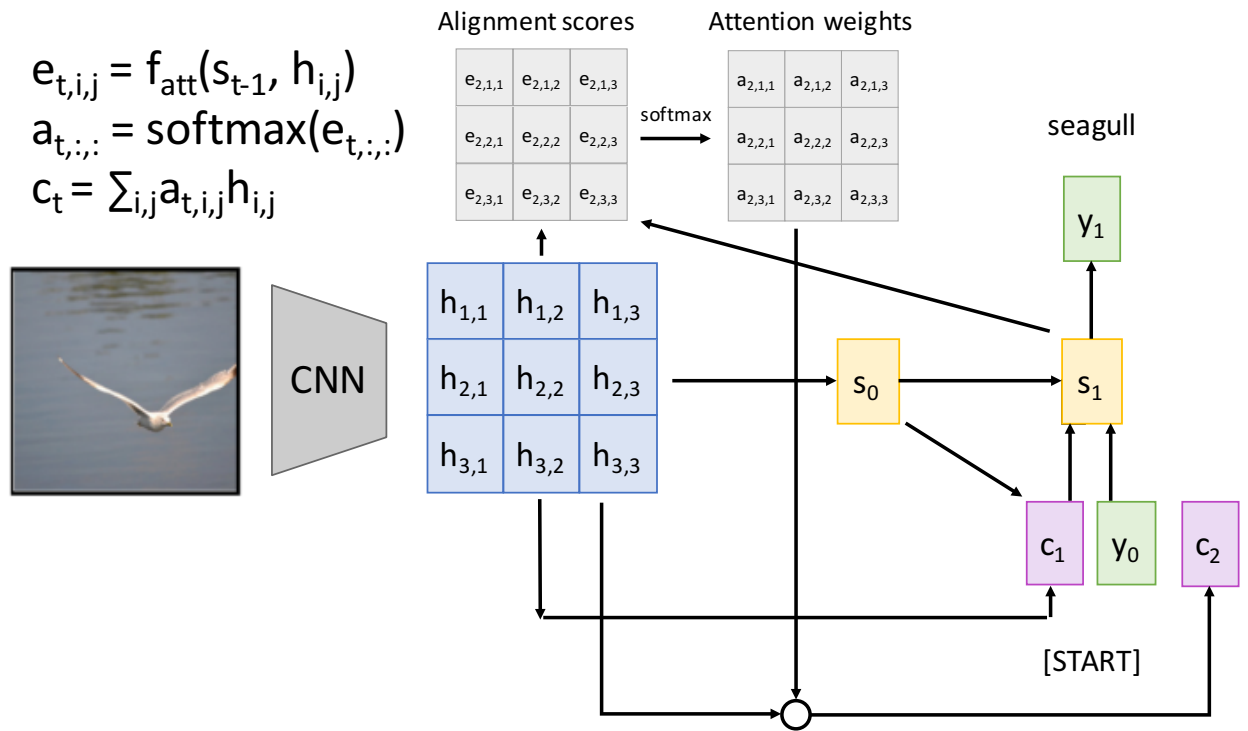 Alignment scores
Attention weights
e_{t,i,j} = f_{att}(s_{t-1}, h_{i,j})
a_{t,:,:} = softmax(e_{t,:,:})
c_t = ∑_{i,j}a_{t,i,j}h_{i,j}
e_{2,1,1} e_{2,1,2} e_{2,1,3}
e_{2,2,1} e_{2,2,2} e_{2,2,3}
e_{2,3,1} e_{2,3,2} e_{2,3,3}
softmax
a_{2,1,1} a_{2,1,2} a_{2,1,3}
a_{2,2,1} a_{2,2,2} a_{2,2,3}
a_{2,3,1} a_{2,3,2} a_{2,3,3}
seagull
y_1
CNN
h_{1,1} h_{1,2} h_{1,3}
h_{2,1} h_{2,2} h_{2,3}
h_{3,1} h_{3,2} h_{3,3}
s_0
s_1
c_1
y_0
c_2
[START]